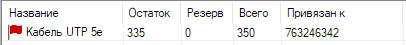 Название Остаток Резерв Всего Привязан к
Кабель UTP 5e 335 0 350 763246342